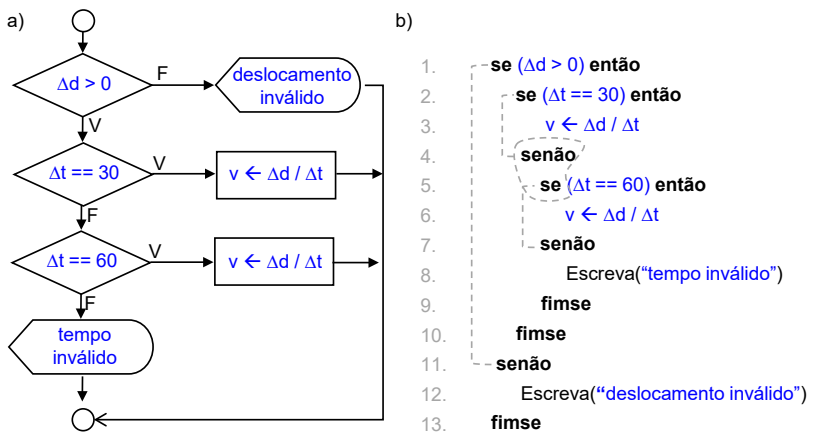 a)
Δd > 0
F
deslocamento
inválido
V
Δt == 30
V
v ← Δd / Δt
F
Δt == 60
V
v ← Δd / Δt
F
tempo
inválido
b)
1. se (Δd > 0) então
2. se (Δt == 30) então
3. v ← Δd / Δt
4. senão
5. se (Δt == 60) então
6. v ← Δd / Δt
7. senão
8. Escreva(“tempo inválido”)
9. fimse
10. fimse
11. senão
12. Escreva(“deslocamento inválido”)
13. fimse